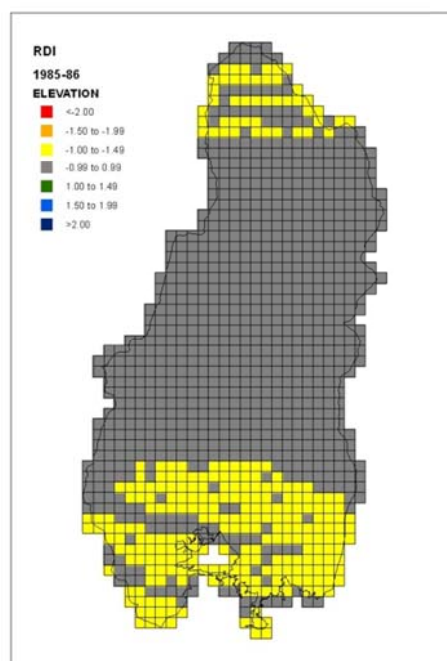 RDI
1985-86
ELEVATION
<-2.00
-1.50 to -1.99
-1.00 to -1.49
-0.99 to 0.99
1.00 to 1.49
1.50 to 1.99
>2.00